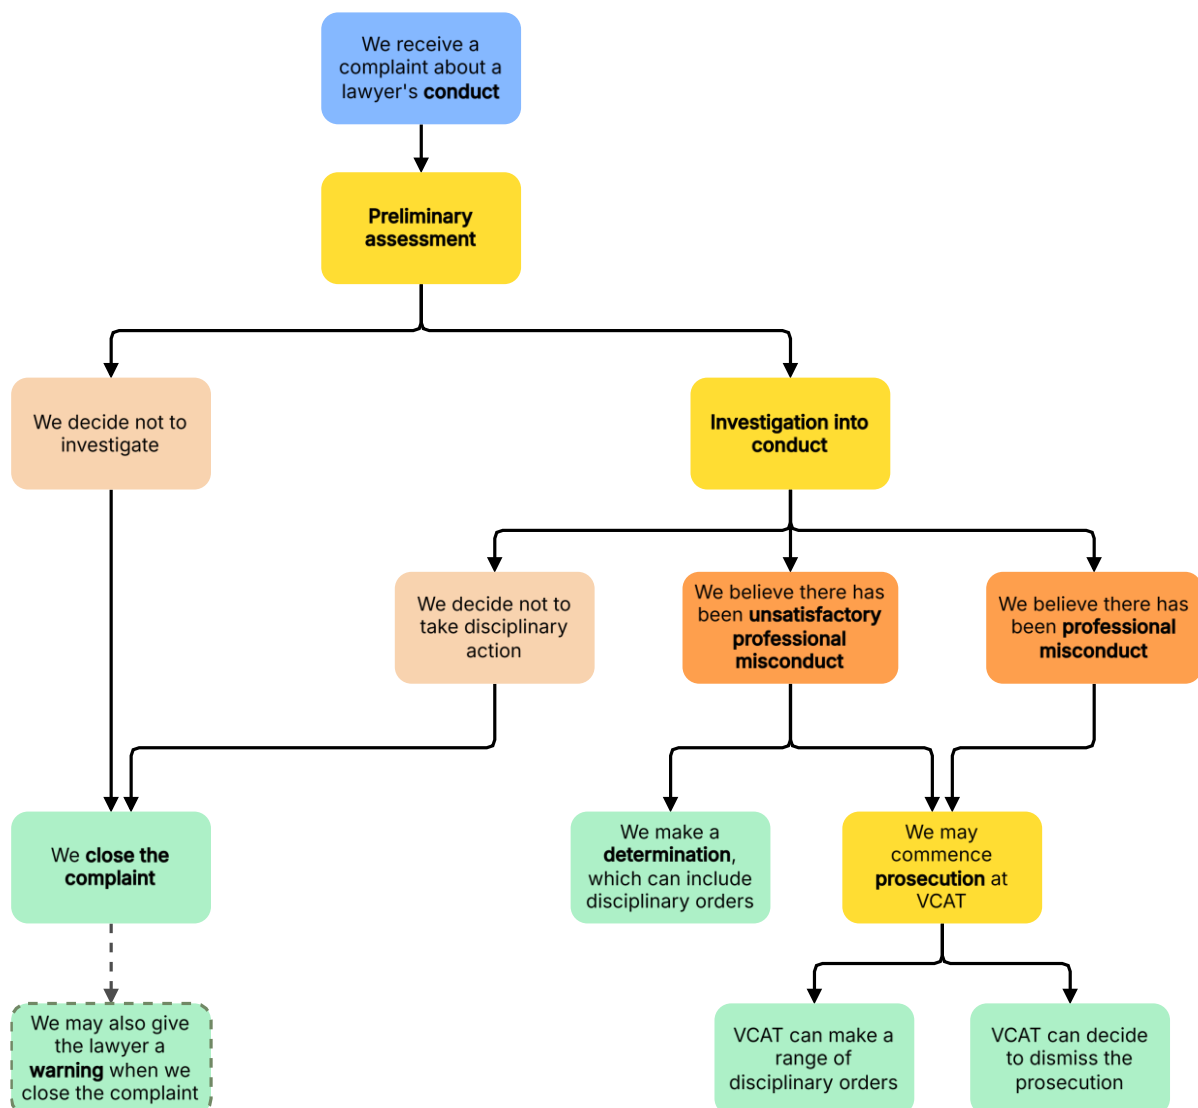 We receive a
complaint about a
lawyer's conduct
Preliminary
assessment
We decide not to
investigate
Investigation into
conduct
We decide not to
take disciplinary
action
We believe there has
been unsatisfactory
professional
misconduct
We believe there has
been professional
misconduct
We close the
complaint
We make a
determination,
which can include
disciplinary orders
We may
commence
prosecution at
VCAT
We may also give
the lawyer a
warning when we
close the complaint
VCAT can make a
range of
disciplinary orders
VCAT can decide
to dismiss the
prosecution